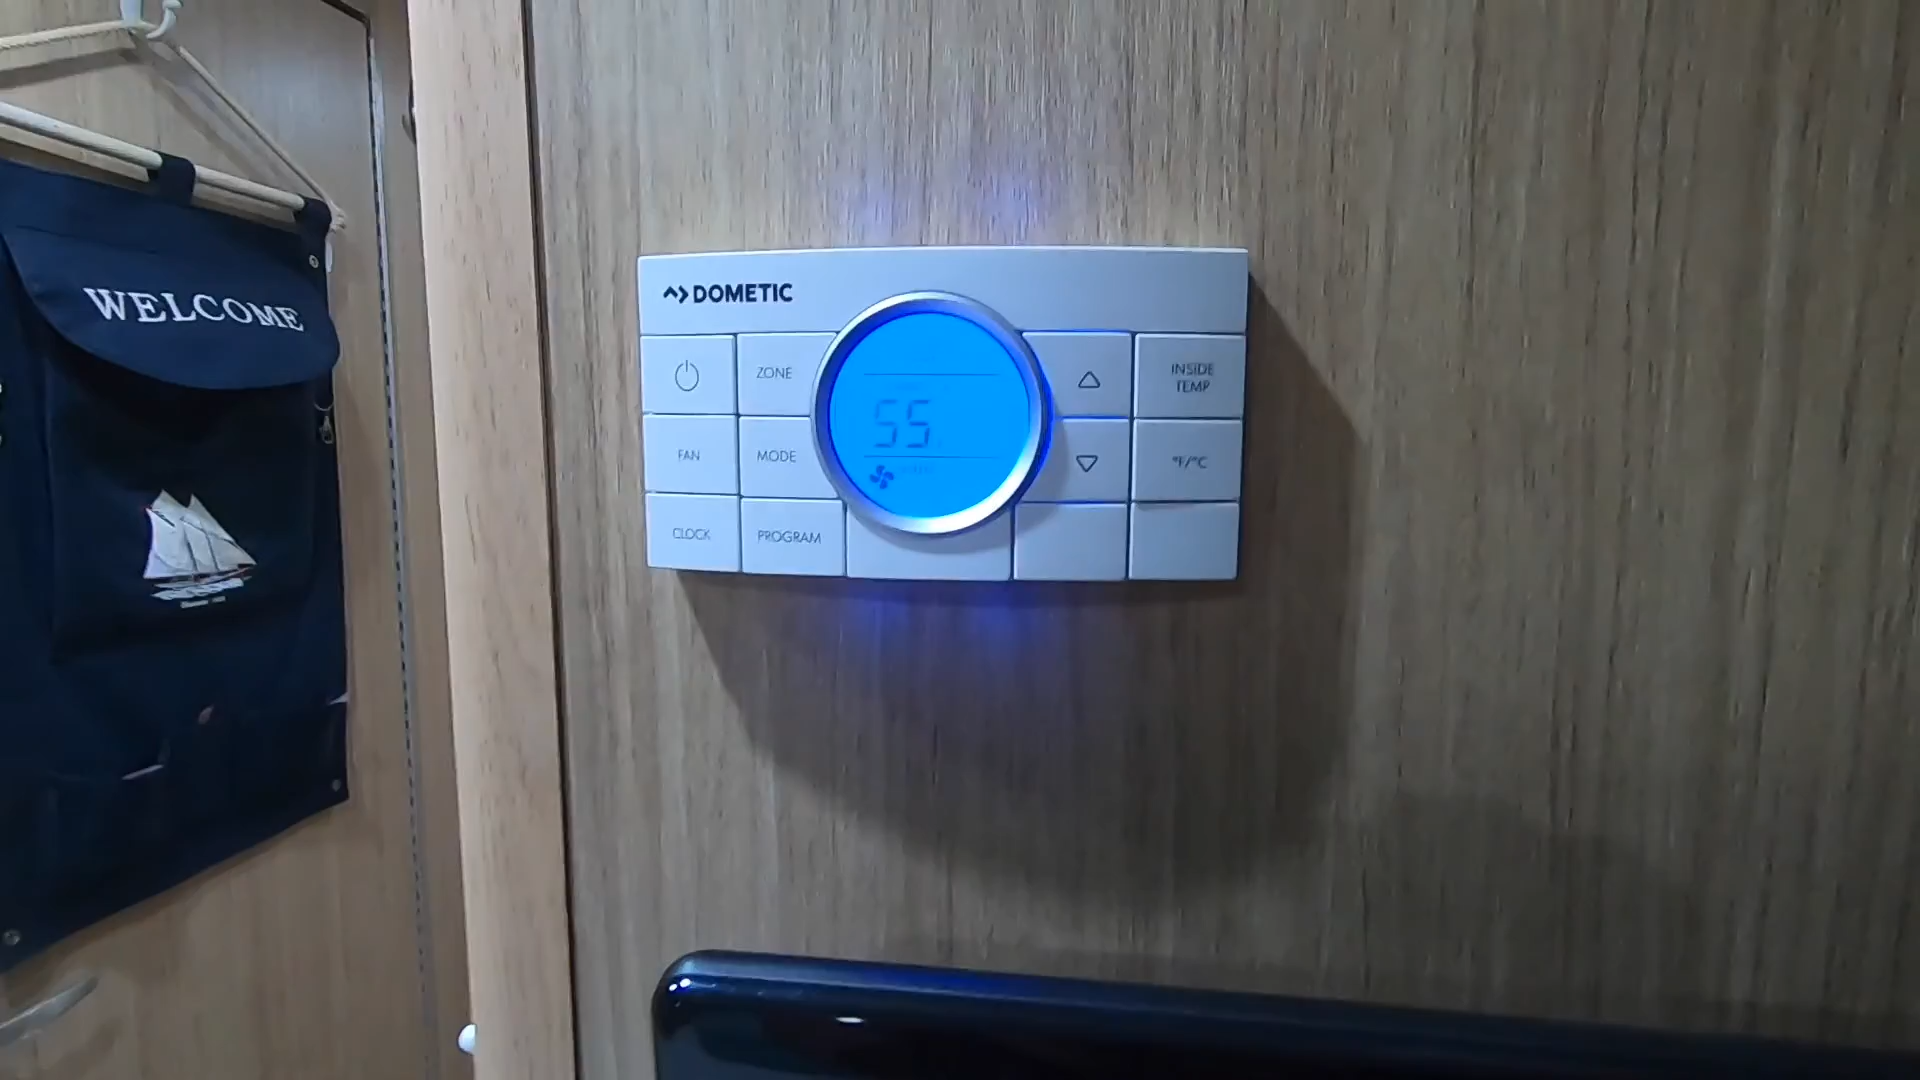 WELCOME
DOMETIC
ZONE
INSIDE
TEMP
55
FAN
MODE
°F/°C
CLOCK
PROGRAM